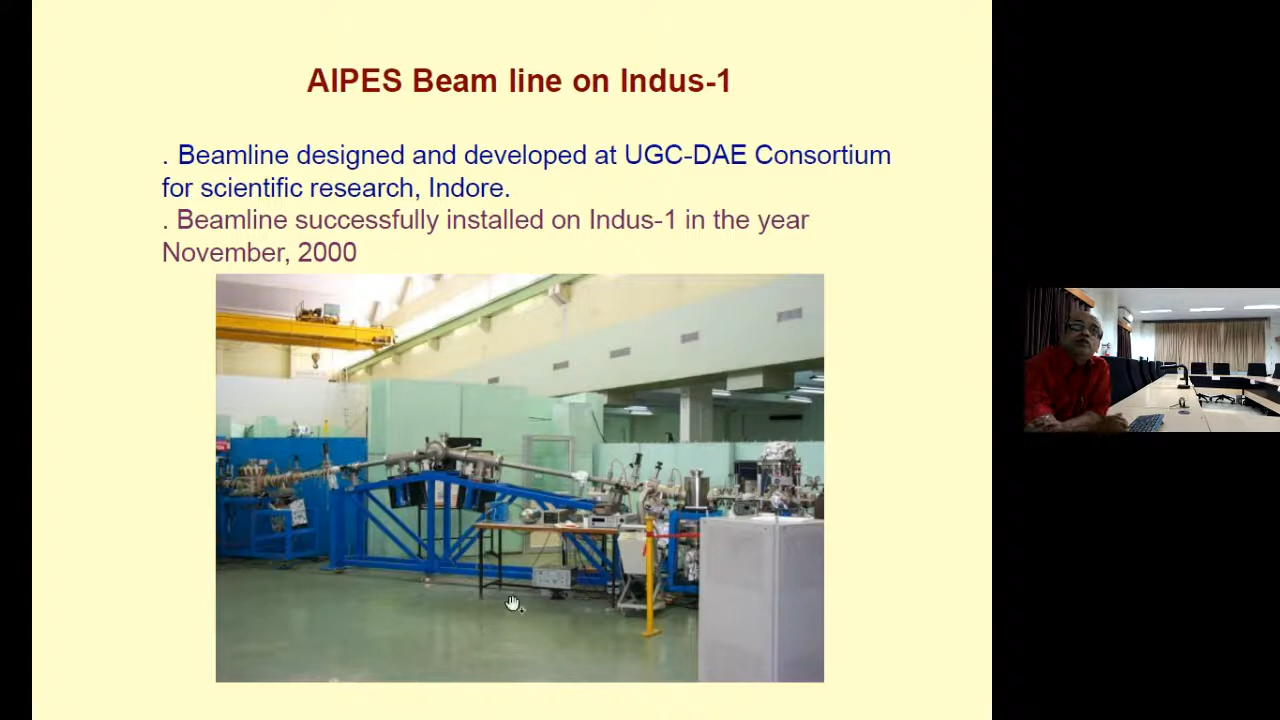 AIPES Beam line on Indus-1
. Beamline designed and developed at UGC-DAE Consortium
for scientific research, Indore.
. Beamline successfully installed on Indus-1 in the year
November, 2000